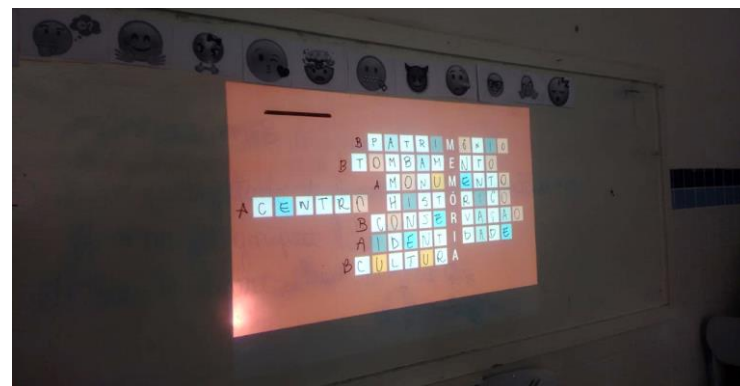 B PATRIMÔNIO
B TOMBAMENTO
A MONUMENTO
A CENTRO HISTÓRICO
B CONSERVAÇÃO
A IDENTIDADE
B CULTURA